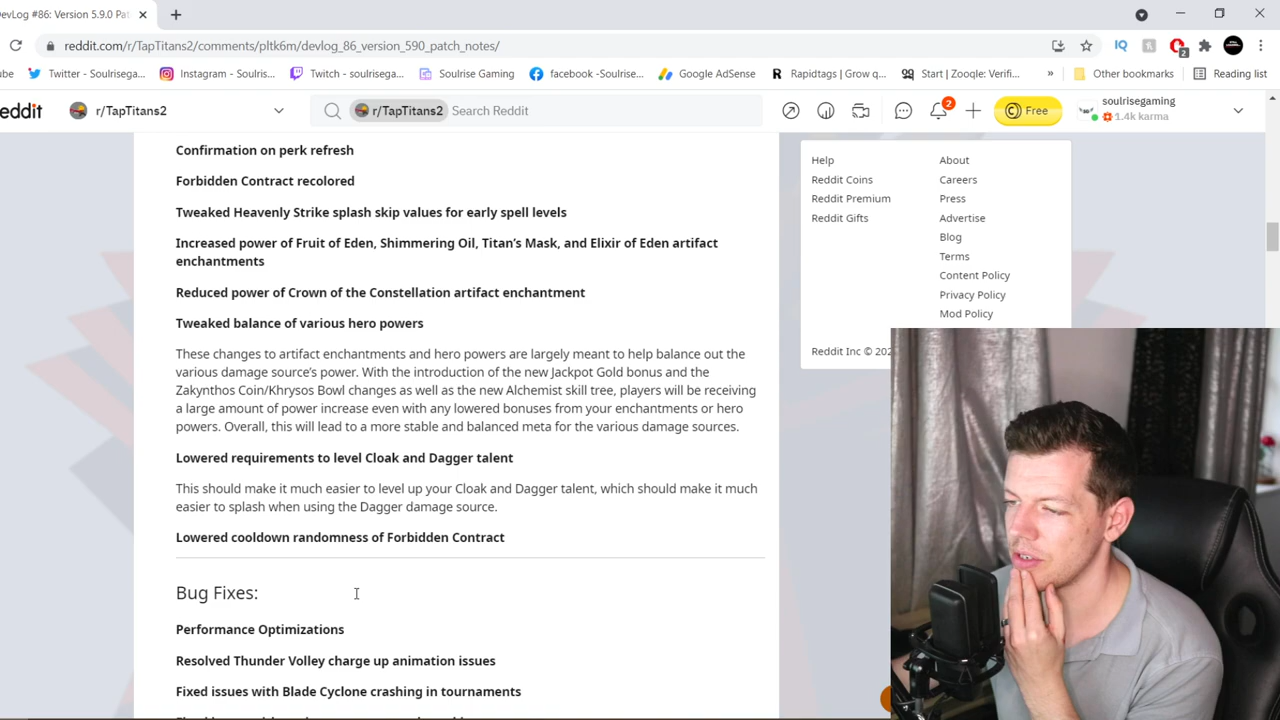 DevLog #86: Version 5.9.0 Pat
reddit.com/r/TapTitans2/comments/pltk6m/devlog_86_version_590_patch_notes/
Twitter - Soulrisega... Instagram - Soulris... Twitch - soulrisega... Soulrise Gaming facebook -Soulrise... Google AdSense Rapidtags | Grow q... Start | Zooqle: Verifi... » Other bookmarks Reading list
eddit r/TapTitans2 r/TapTitans2 Search Reddit 2 Free soulrisegaming
1.4k karma
Confirmation on perk refresh
Forbidden Contract recolored
Tweaked Heavenly Strike splash skip values for early spell levels
Increased power of Fruit of Eden, Shimmering Oil, Titan's Mask, and Elixir of Eden artifact
enchantments
Reduced power of Crown of the Constellation artifact enchantment
Tweaked balance of various hero powers
These changes to artifact enchantments and hero powers are largely meant to help balance out the
various damage source's power. With the introduction of the new Jackpot Gold bonus and the
Zakynthos Coin/Khrysos Bowl changes as well as the new Alchemist skill tree, players will be receiving
a large amount of power increase even with any lowered bonuses from your enchantments or hero
powers. Overall, this will lead to a more stable and balanced meta for the various damage sources.
Lowered requirements to level Cloak and Dagger talent
This should make it much easier to level up your Cloak and Dagger talent, which should make it much
easier to splash when using the Dagger damage source.
Lowered cooldown randomness of Forbidden Contract
Bug Fixes:
Performance Optimizations
Resolved Thunder Volley charge up animation issues
Fixed issues with Blade Cyclone crashing in tournaments
Help About
Reddit Coins Careers
Reddit Premium Press
Reddit Gifts Advertise
Blog
Terms
Content Policy
Privacy Policy
Mod Policy
Reddit Inc © 202